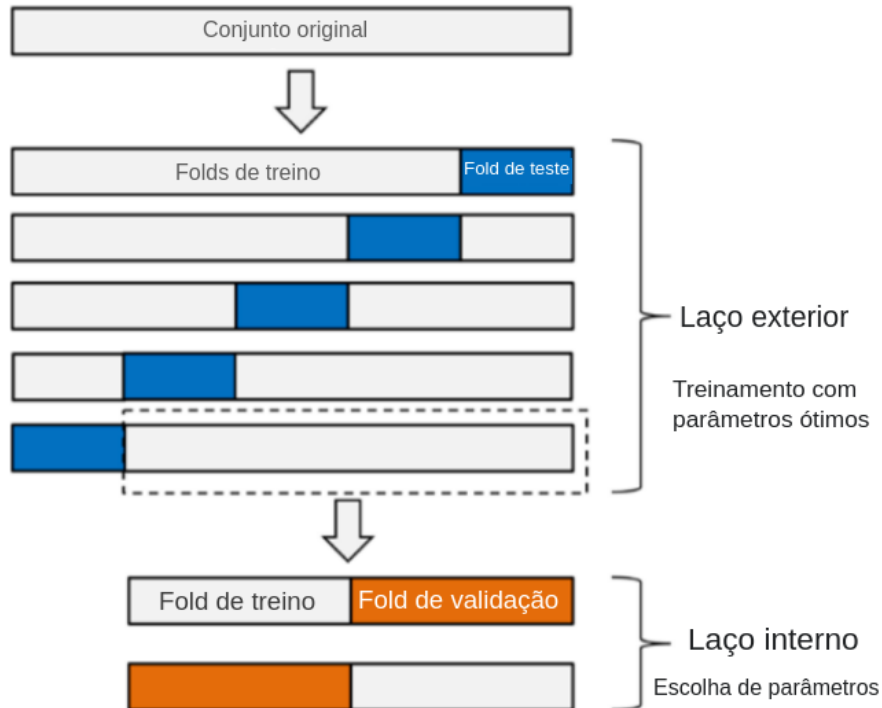 Conjunto original
Folds de treino
Fold de teste
Laço exterior
Treinamento com
parâmetros ótimos
Fold de treino
Fold de validação
Laço interno
Escolha de parâmetros